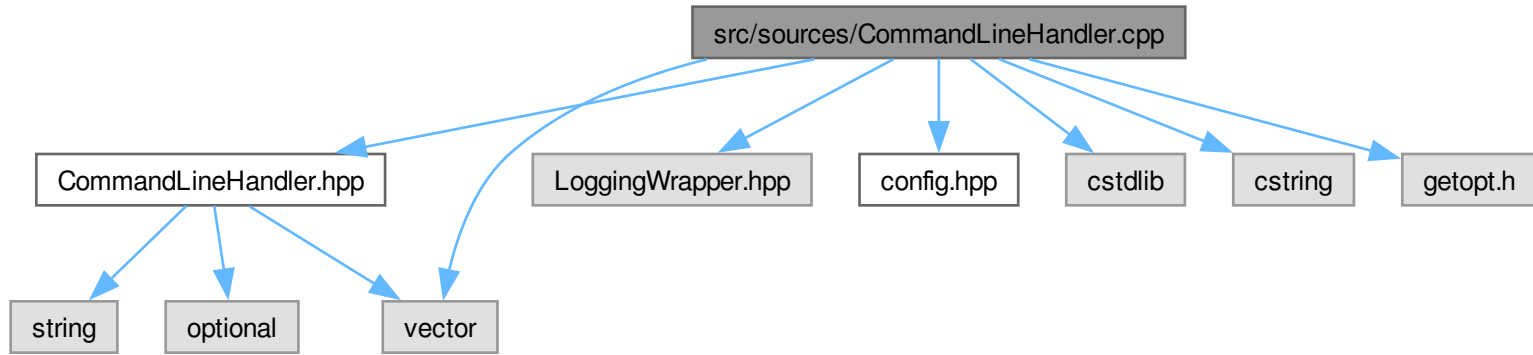 src/sources/CommandLineHandler.cpp
CommandLineHandler.hpp
LoggingWrapper.hpp
config.hpp
cstdlib
cstring
getopt.h
string
optional
vector